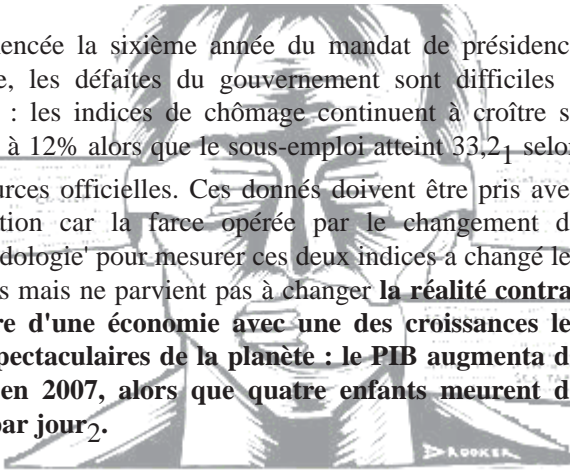 encée la sixième année du mandat de présidenc
e, les défaites du gouvernement sont difficiles
: les indices de chômage continuent à croître s
à 12% alors que le sous-emploi atteint 33,21 selo
urces officielles. Ces donnés doivent être pris ave
tion car la farce opérée par le changement d
dologie' pour mesurer ces deux indices a changé le
s mais ne parvient pas à changer la réalité contra
re d'une économie avec une des croissances le
pectaculaires de la planète : le PIB augmenta d
en 2007, alors que quatre enfants meurent d
par jour2.
DROOKER